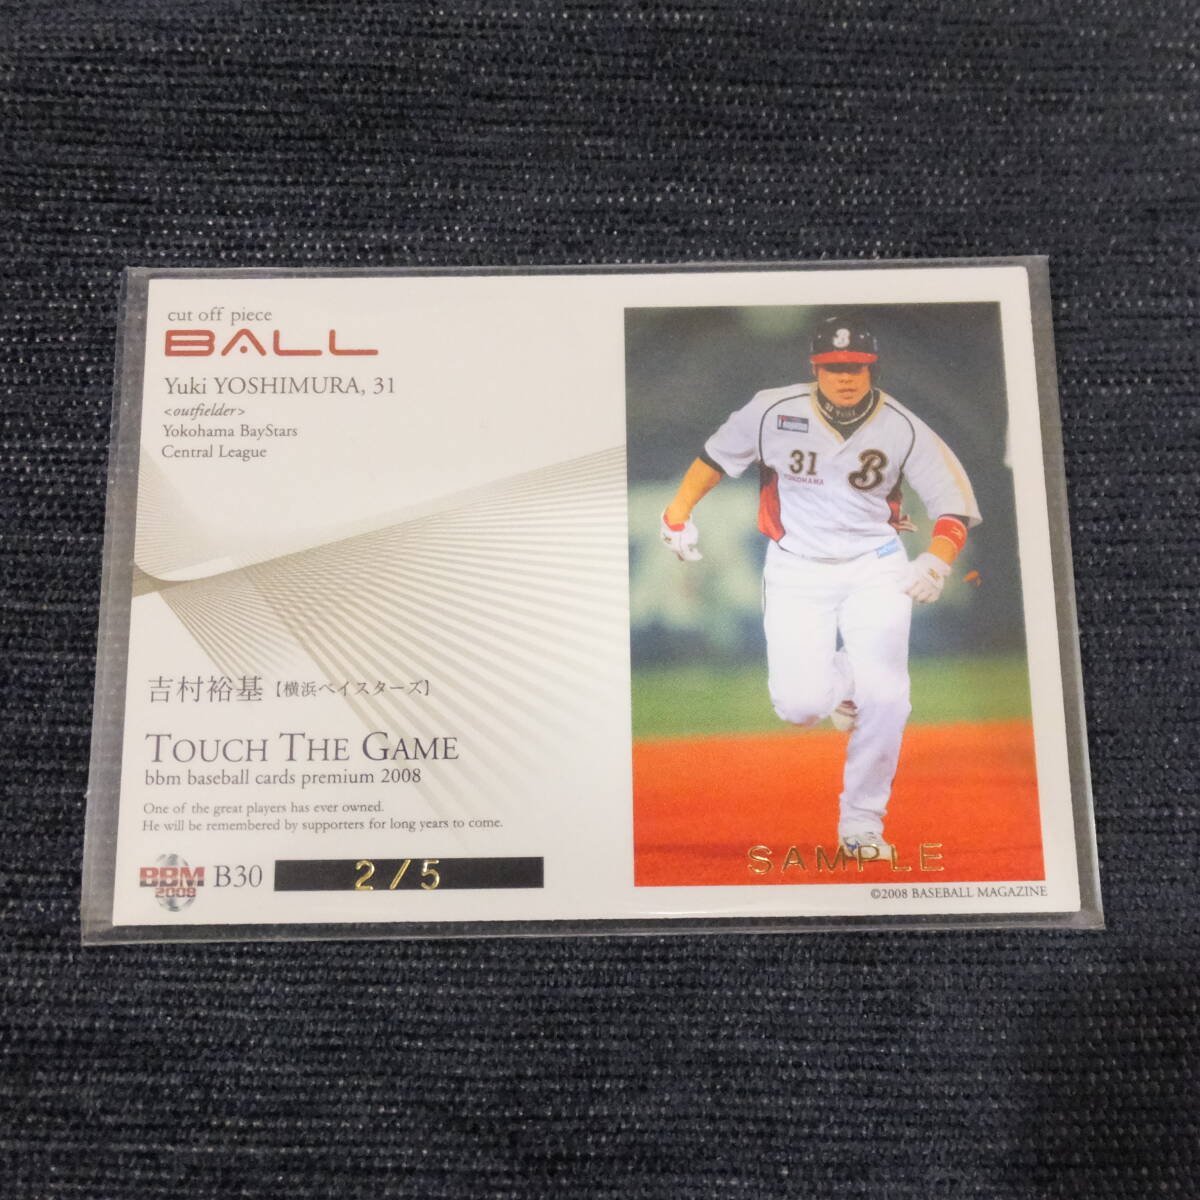 cut off piece
BALL
Yuki YOSHIMURA, 31
<outfielder>
Yokohama BayStars
Central League
吉村裕基【横浜ベイスターズ】
TOUCH THE GAME
bbm baseball cards premium 2008
One of the great players has ever owned.
He will be remembered by supporters for long years to come.
BBM
2008
B30
2/5
B
31
YOKOHAMA
B
SAMPLE
©2008 BASEBALL MAGAZINE